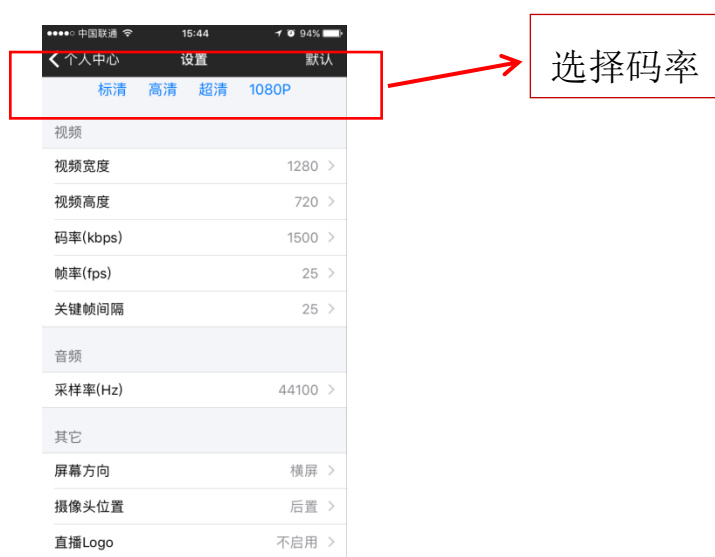 中国联通 15:44 94%
个人中心 设置 默认
选择码率
标清 高清 超清 1080P
视频
视频宽度 1280
视频高度 720
码率(kbps) 1500
帧率(fps) 25
关键帧间隔 25
音频
采样率(Hz) 44100
其它
屏幕方向 横屏
摄像头位置 后置
直播Logo 不启用